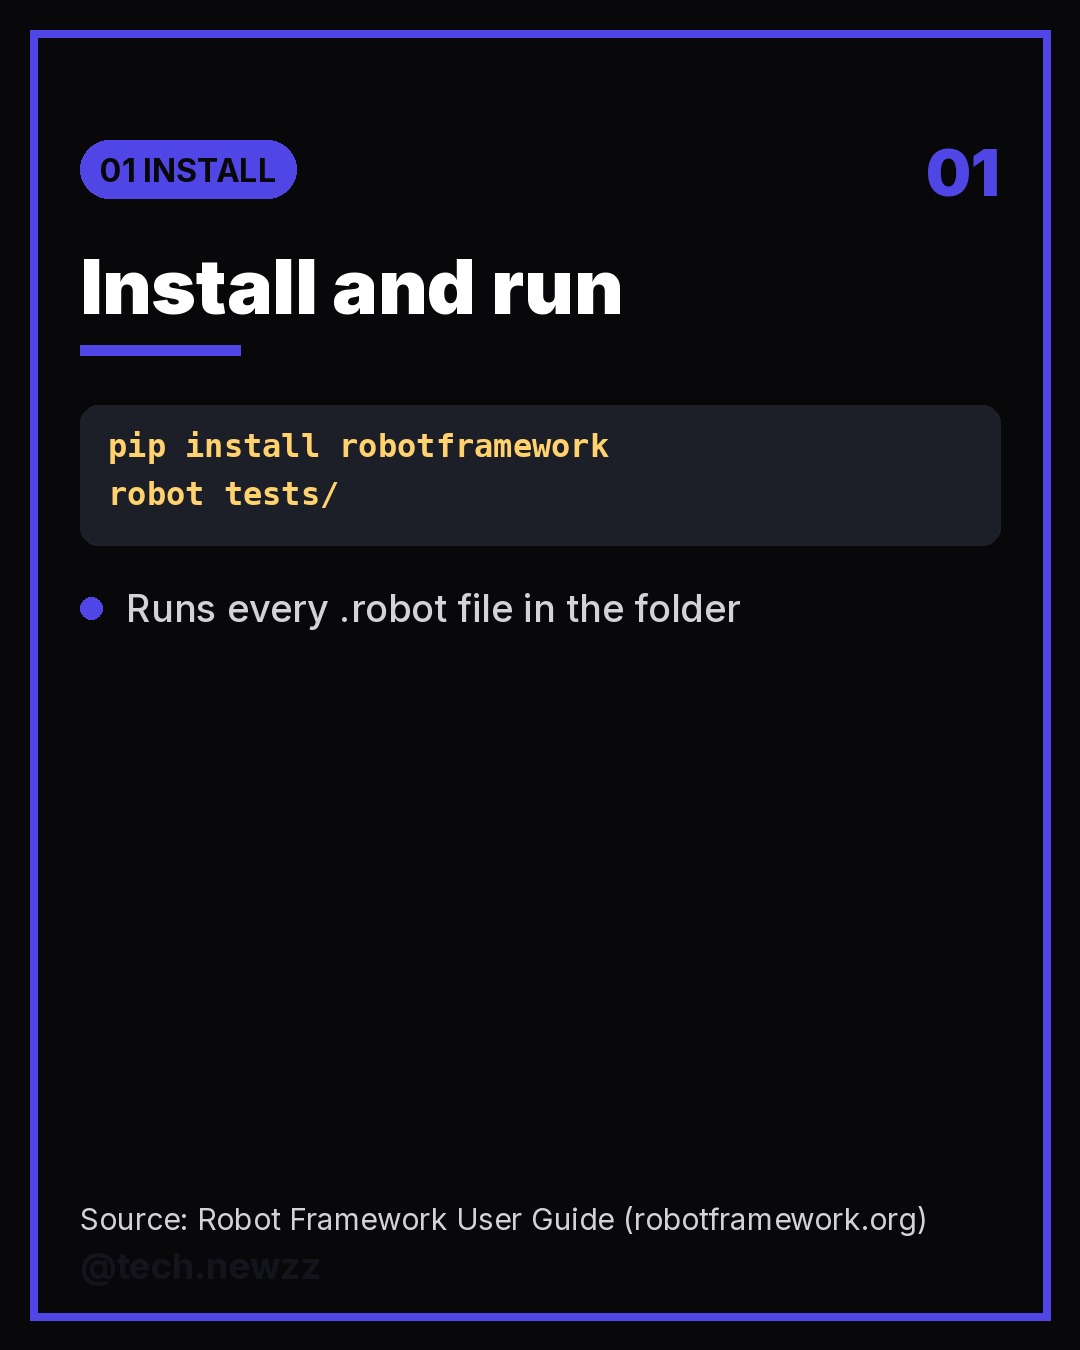 01 INSTALL
01
Install and run
pip install robotframework
robot tests/
Runs every .robot file in the folder
Source: Robot Framework User Guide (robotframework.org)
@tech.newzz